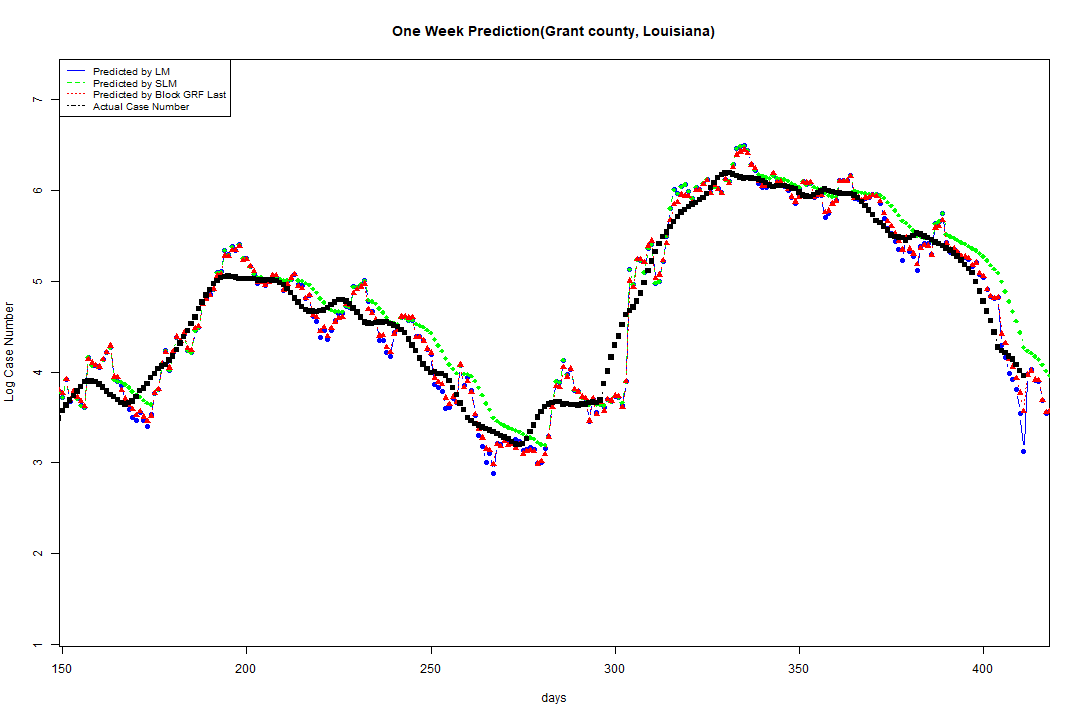 One Week Prediction(Grant county, Louisiana)
Predicted by LM
Predicted by SLM
Predicted by Block GRF Last
Actual Case Number
7
6
5
4
3
2
1
Log Case Number
150 200 250 300 350 400
days